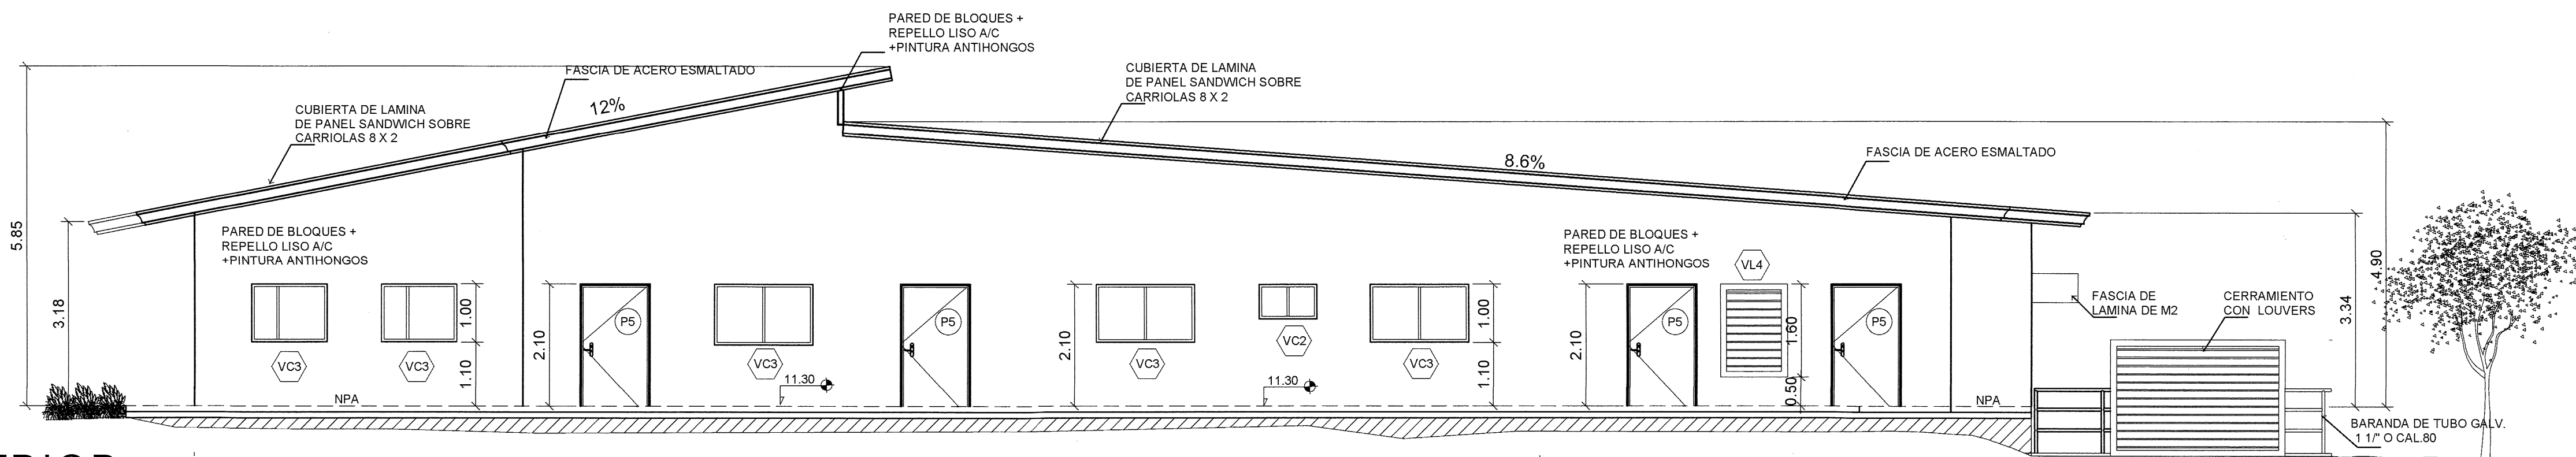 PARED DE BLOQUES +
REPELLO LISO A/C
+PINTURA ANTIHONGOS
FASCIA DE ACERO ESMALTADO
CUBIERTA DE LAMINA
DE PANEL SANDWICH SOBRE
CARRIOLAS 8 X 2
12%
CUBIERTA DE LAMINA
DE PANEL SANDWICH SOBRE
CARRIOLAS 8 X 2
8.6%
FASCIA DE ACERO ESMALTADO
5.85
3.18
PARED DE BLOQUES +
REPELLO LISO A/C
+PINTURA ANTIHONGOS
PARED DE BLOQUES +
REPELLO LISO A/C
+PINTURA ANTIHONGOS
VL4
4.90
3.34
FASCIA DE
LAMINA DE M2
CERRAMIENTO
CON LOUVERS
VC3
VC3
1.00
1.10
2.10
P5
VC3
11.30
P5
2.10
VC3
VC2
11.30
VC3
1.00
1.10
2.10
P5
1.60
0.50
P5
NPA
NPA
BARANDA DE TUBO GALV.
1 1/" O CAL.80